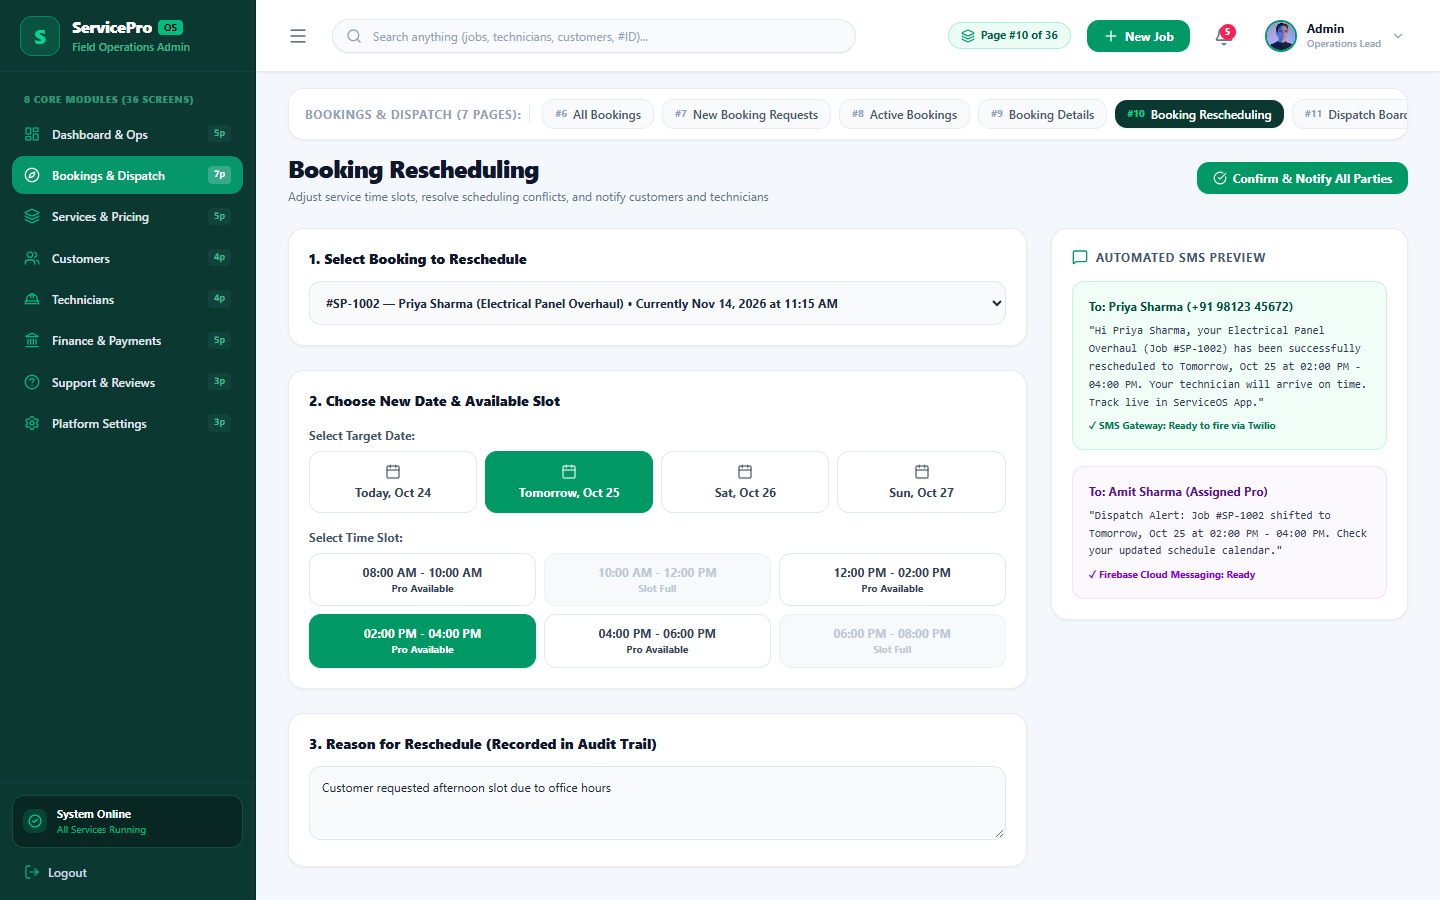 S
ServicePro OS
Field Operations Admin
8 CORE MODULES (36 SCREENS)
Dashboard & Ops 5p
Bookings & Dispatch 7p
Services & Pricing 5p
Customers 4p
Technicians 4p
Finance & Payments 5p
Support & Reviews 3p
Platform Settings 3p
System Online
All Services Running
Logout
Search anything (jobs, technicians, customers, #ID)...
Page #10 of 36
New Job
5
Admin
Operations Lead
BOOKINGS & DISPATCH (7 PAGES):
#6 All Bookings
#7 New Booking Requests
#8 Active Bookings
#9 Booking Details
#10 Booking Rescheduling
#11 Dispatch Boar
Booking Rescheduling
Adjust service time slots, resolve scheduling conflicts, and notify customers and technicians
Confirm & Notify All Parties
1. Select Booking to Reschedule
#SP-1002 — Priya Sharma (Electrical Panel Overhaul) • Currently Nov 14, 2026 at 11:15 AM
2. Choose New Date & Available Slot
Select Target Date:
Today, Oct 24
Tomorrow, Oct 25
Sat, Oct 26
Sun, Oct 27
Select Time Slot:
08:00 AM - 10:00 AM
Pro Available
10:00 AM - 12:00 PM
Slot Full
12:00 PM - 02:00 PM
Pro Available
02:00 PM - 04:00 PM
Pro Available
04:00 PM - 06:00 PM
Pro Available
06:00 PM - 08:00 PM
Slot Full
3. Reason for Reschedule (Recorded in Audit Trail)
Customer requested afternoon slot due to office hours
AUTOMATED SMS PREVIEW
To: Priya Sharma (+91 98123 45672)
"Hi Priya Sharma, your Electrical Panel
Overhaul (Job #SP-1002) has been successfully
rescheduled to Tomorrow, Oct 25 at 02:00 PM -
04:00 PM. Your technician will arrive on time.
Track live in ServiceOS App."
✓ SMS Gateway: Ready to fire via Twilio
To: Amit Sharma (Assigned Pro)
"Dispatch Alert: Job #SP-1002 shifted to
Tomorrow, Oct 25 at 02:00 PM - 04:00 PM. Check
your updated schedule calendar."
✓ Firebase Cloud Messaging: Ready